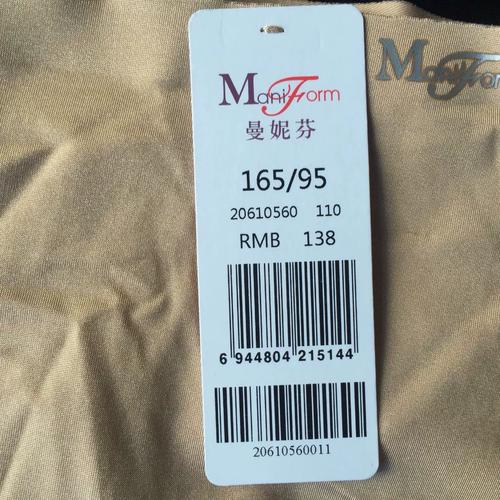 ManiForm
ManiForm
曼妮芬
165/95
20610560 110
RMB 138
6 944804 215144
20610560011